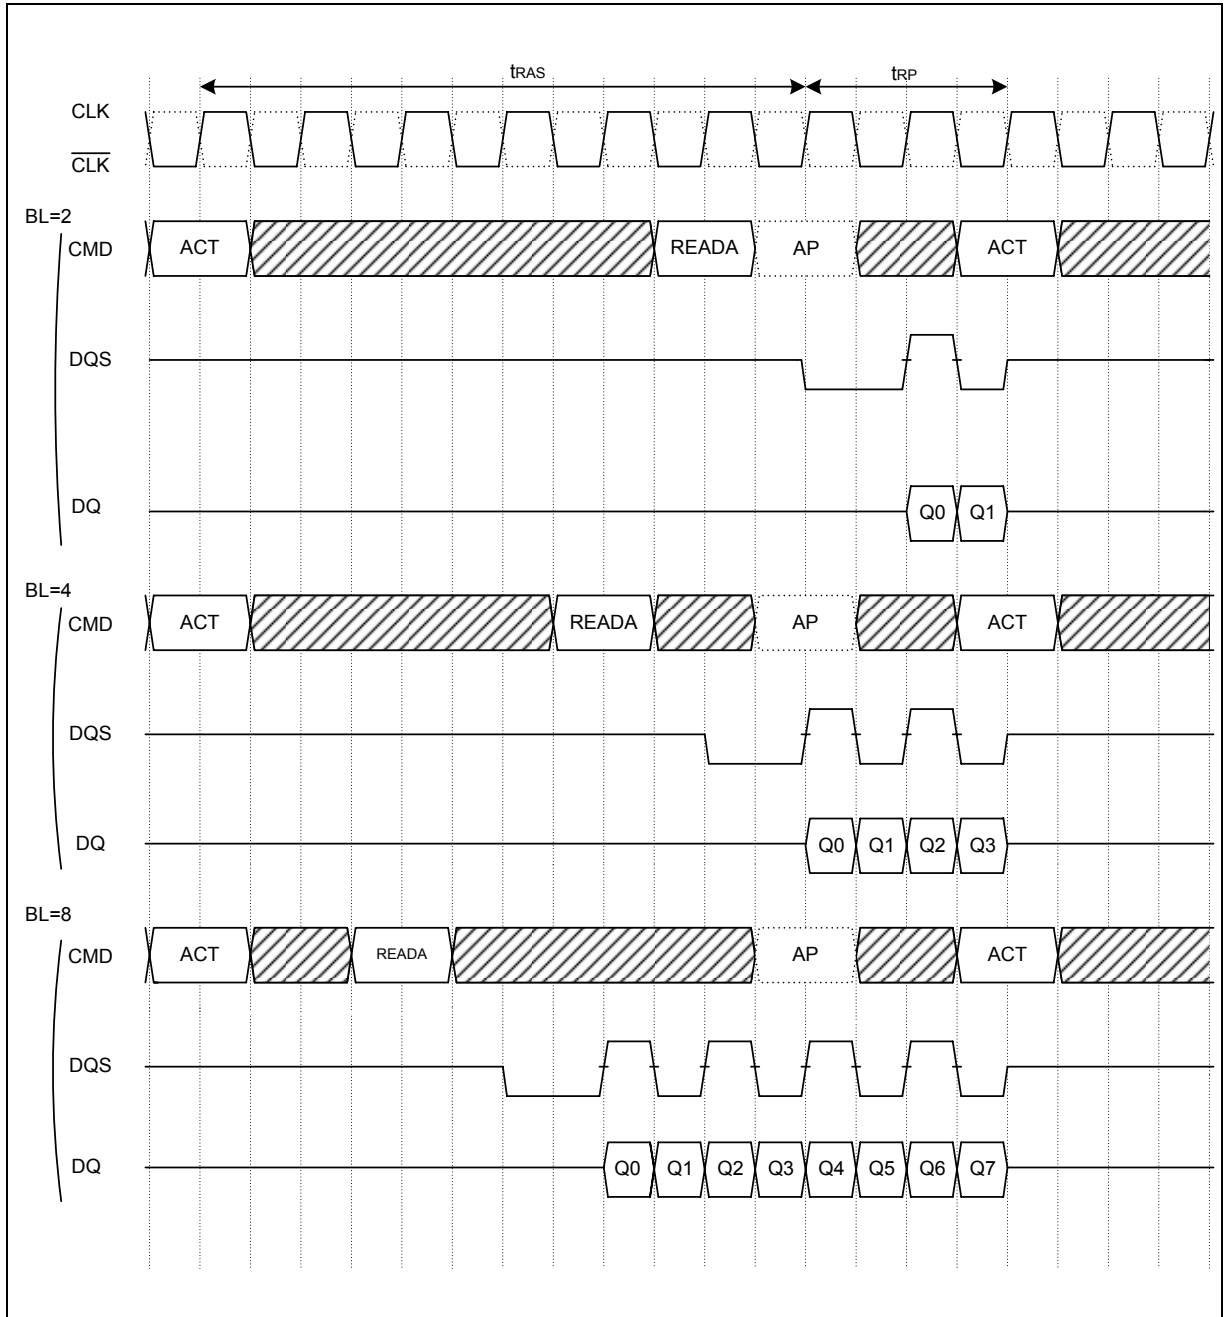 tRAS tRP
CLK
CLK
BL=2
CMD ACT READA AP ACT
DQS
DQ Q0 Q1
BL=4
CMD ACT READA AP ACT
DQS
DQ Q0 Q1 Q2 Q3
BL=8
CMD ACT READA AP ACT
DQS
DQ Q0 Q1 Q2 Q3 Q4 Q5 Q6 Q7